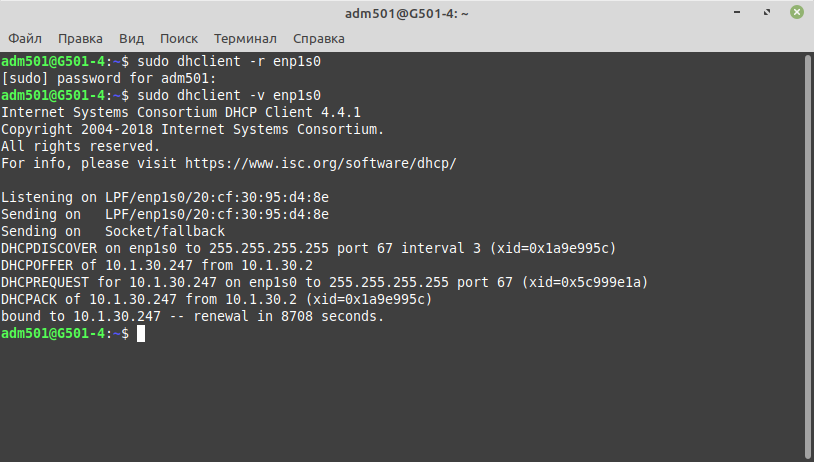 adm501@G501-4: ~
Файл Правка Вид Поиск Терминал Справка
adm501@G501-4:~$ sudo dhclient -r enp1s0
[sudo] password for adm501:
adm501@G501-4:~$ sudo dhclient -v enp1s0
Internet Systems Consortium DHCP Client 4.4.1
Copyright 2004-2018 Internet Systems Consortium.
All rights reserved.
For info, please visit https://www.isc.org/software/dhcp/
Listening on LPF/enp1s0/20:cf:30:95:d4:8e
Sending on   LPF/enp1s0/20:cf:30:95:d4:8e
Sending on   Socket/fallback
DHCPDISCOVER on enp1s0 to 255.255.255.255 port 67 interval 3 (xid=0x1a9e995c)
DHCPOFFER of 10.1.30.247 from 10.1.30.2
DHCPREQUEST for 10.1.30.247 on enp1s0 to 255.255.255.255 port 67 (xid=0x5c999e1a)
DHCPACK of 10.1.30.247 from 10.1.30.2 (xid=0x1a9e995c)
bound to 10.1.30.247 -- renewal in 8708 seconds.
adm501@G501-4:~$